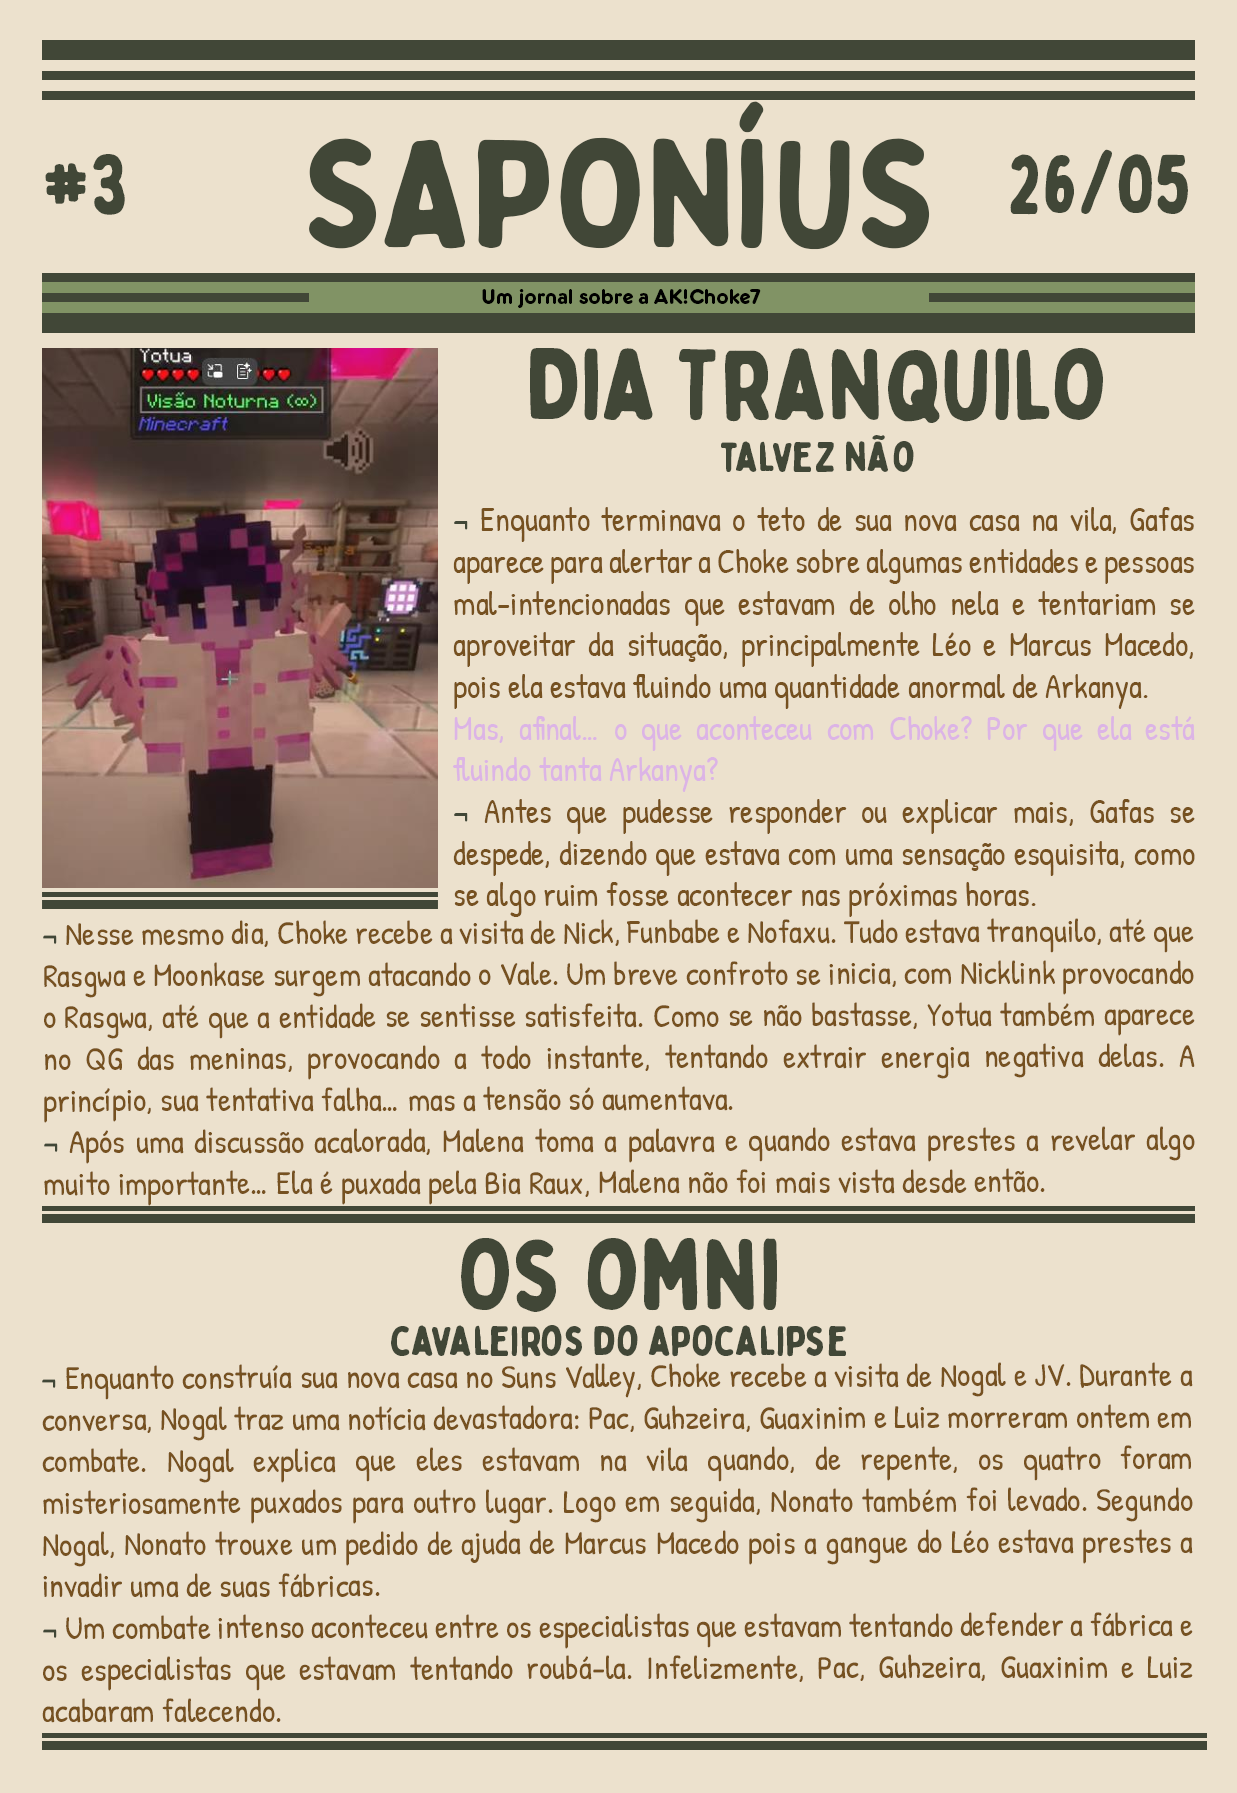 #3
SAPONÍUS
26/05
Um jornal sobre a AK!Choke7
Yotua
Visão Noturna (∞)
Minecraft
DIA TRANQUILO
TALVEZ NÃO
¬ Enquanto terminava o teto de sua nova casa na vila, Gafas
aparece para alertar a Choke sobre algumas entidades e pessoas
mal-intencionadas que estavam de olho nela e tentariam se
aproveitar da situação, principalmente Léo e Marcus Macedo,
pois ela estava fluindo uma quantidade anormal de Arkanya.
Mas, afinal... o que aconteceu com Choke? Por que ela está
fluindo tanta Arkanya?
¬ Antes que pudesse responder ou explicar mais, Gafas se
despede, dizendo que estava com uma sensação esquisita, como
se algo ruim fosse acontecer nas próximas horas.
¬ Nesse mesmo dia, Choke recebe a visita de Nick, Funbabe e Nofaxu. Tudo estava tranquilo, até que
Rasgwa e Moonkase surgem atacando o Vale. Um breve confroto se inicia, com Nicklink provocando
o Rasgwa, até que a entidade se sentisse satisfeita. Como se não bastasse, Yotua também aparece
no QG das meninas, provocando a todo instante, tentando extrair energia negativa delas. A
princípio, sua tentativa falha... mas a tensão só aumentava.
¬ Após uma discussão acalorada, Malena toma a palavra e quando estava prestes a revelar algo
muito importante... Ela é puxada pela Bia Raux, Malena não foi mais vista desde então.
OS OMNI
CAVALEIROS DO APOCALIPSE
¬ Enquanto construía sua nova casa no Suns Valley, Choke recebe a visita de Nogal e JV. Durante a
conversa, Nogal traz uma notícia devastadora: Pac, Guhzeira, Guaxinim e Luiz morreram ontem em
combate. Nogal explica que eles estavam na vila quando, de repente, os quatro foram
misteriosamente puxados para outro lugar. Logo em seguida, Nonato também foi levado. Segundo
Nogal, Nonato trouxe um pedido de ajuda de Marcus Macedo pois a gangue do Léo estava prestes a
invadir uma de suas fábricas.
¬ Um combate intenso aconteceu entre os especialistas que estavam tentando defender a fábrica e
os especialistas que estavam tentando roubá-la. Infelizmente, Pac, Guhzeira, Guaxinim e Luiz
acabaram falecendo.